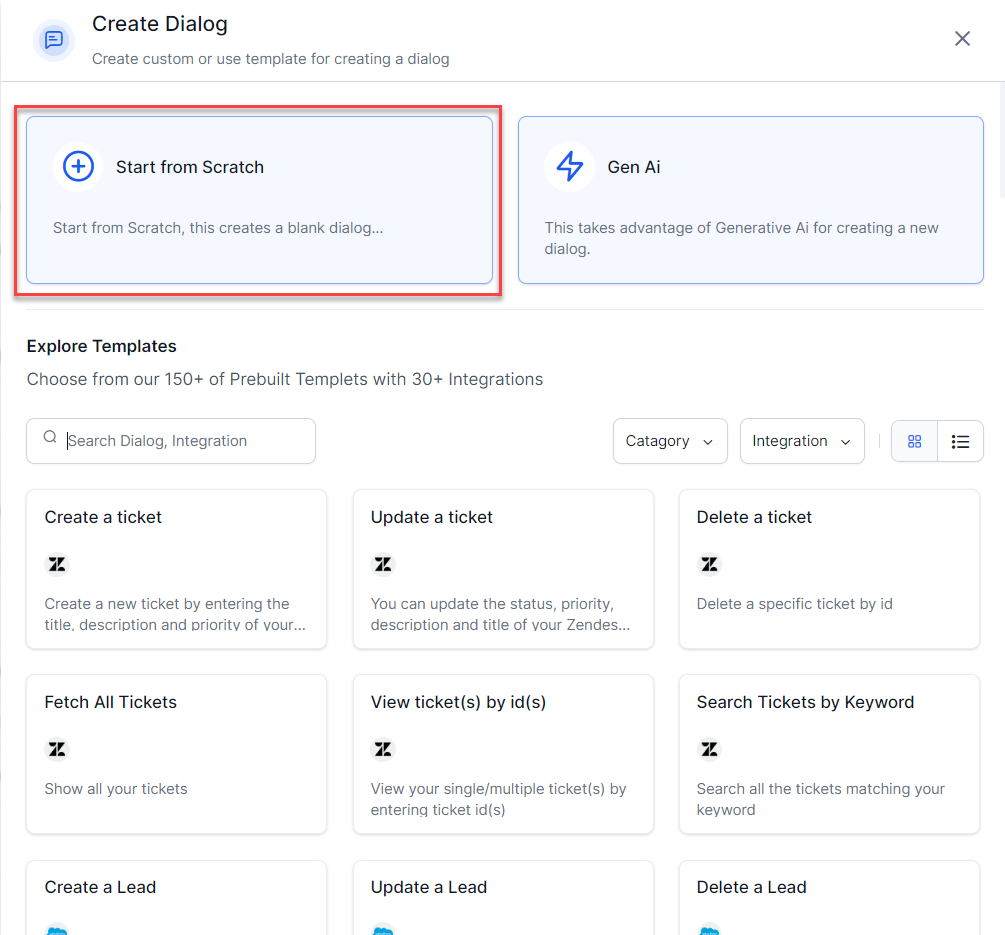 Create Dialog
Create custom or use template for creating a dialog
Start from Scratch
Start from Scratch, this creates a blank dialog...
Gen Ai
This takes advantage of Generative Ai for creating a new
dialog.
Explore Templates
Choose from our 150+ of Prebuilt Templets with 30+ Integrations
Search Dialog, Integration
Catagory
Integration
Create a ticket
Create a new ticket by entering the
title, description and priority of your...
Update a ticket
You can update the status, priority,
description and title of your Zendes...
Delete a ticket
Delete a specific ticket by id
Fetch All Tickets
Show all your tickets
View ticket(s) by id(s)
View your single/multiple ticket(s) by
entering ticket id(s)
Search Tickets by Keyword
Search all the tickets matching your
keyword
Create a Lead
Update a Lead
Delete a Lead